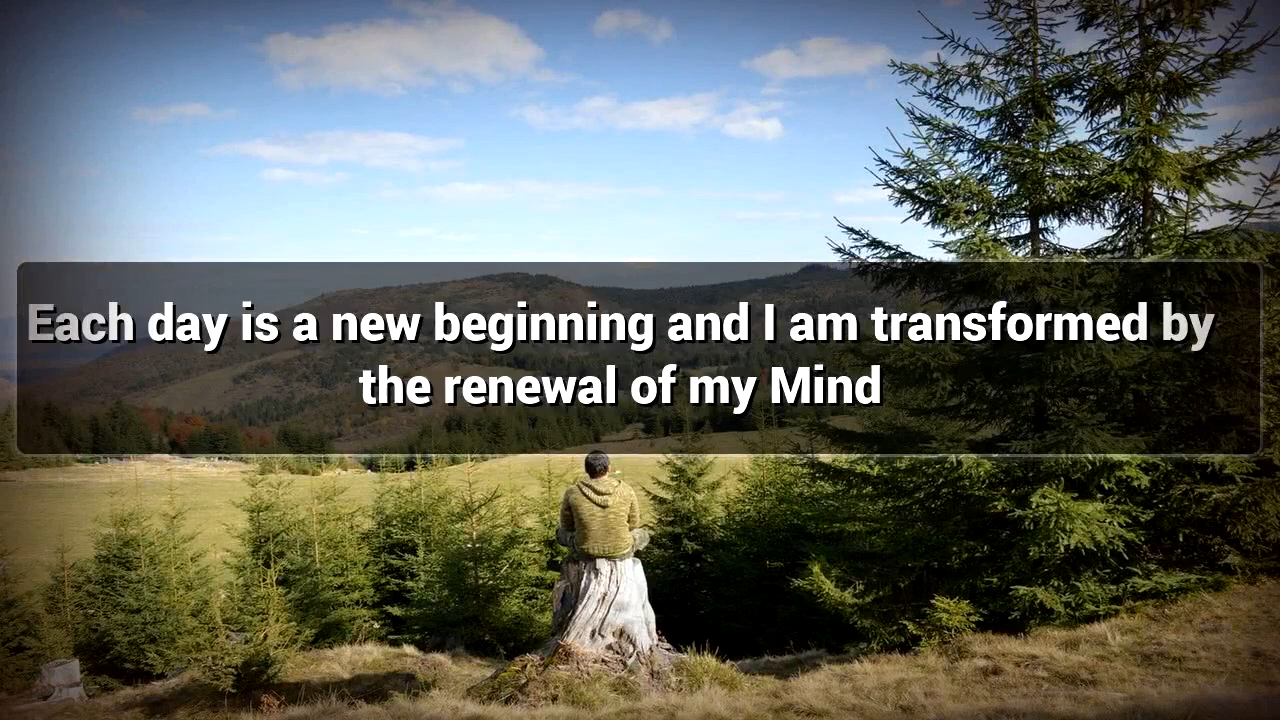 Each day is a new beginning and I am transformed by
the renewal of my Mind